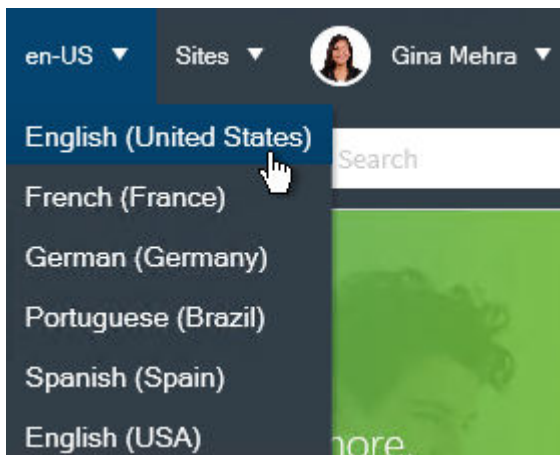 en-US ▼ Sites ▼ Gina Mehra ▼
English (United States)
Search
French (France)
German (Germany)
Portuguese (Brazil)
Spanish (Spain)
English (USA)